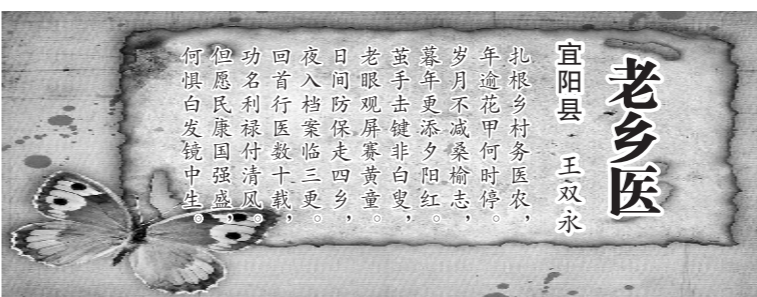 老乡医
宜阳县 王双永
扎根乡村务医农，
年逾花甲何时停。
岁月不减桑榆志，
暮年更添夕阳红。
茧手击键非白叟，
老眼观屏赛黄童。
日间防保走四乡，
夜入档案临三更。
回首行医数十载，
功名利禄付清风。
但愿民康国强盛，
何惧白发镜中生。